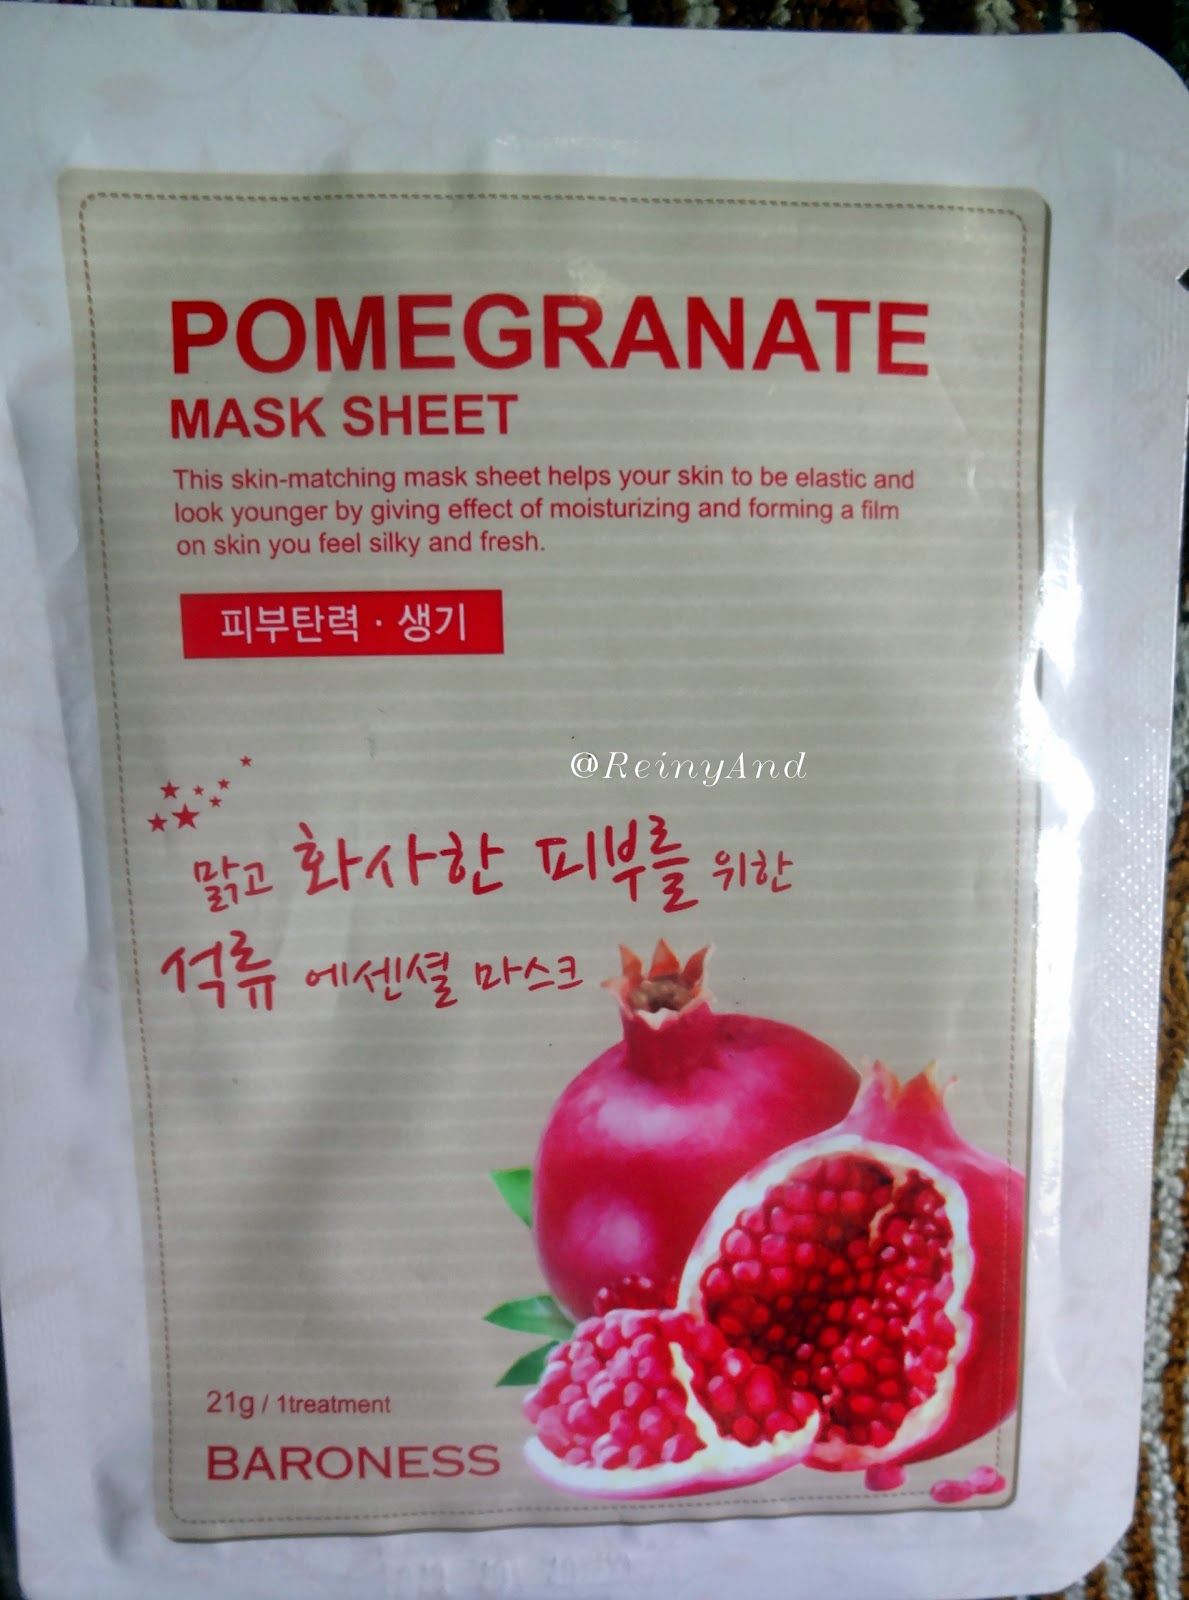 POMEGRANATE
MASK SHEET
This skin-matching mask sheet helps your skin to be elastic and
look younger by giving effect of moisturizing and forming a film
on skin you feel silky and fresh.
피부탄력 · 생기
@ReinyAnd
맑고 화사한 피부를 위한
석류 에센셜 마스크
21g / 1treatment
BARONESS